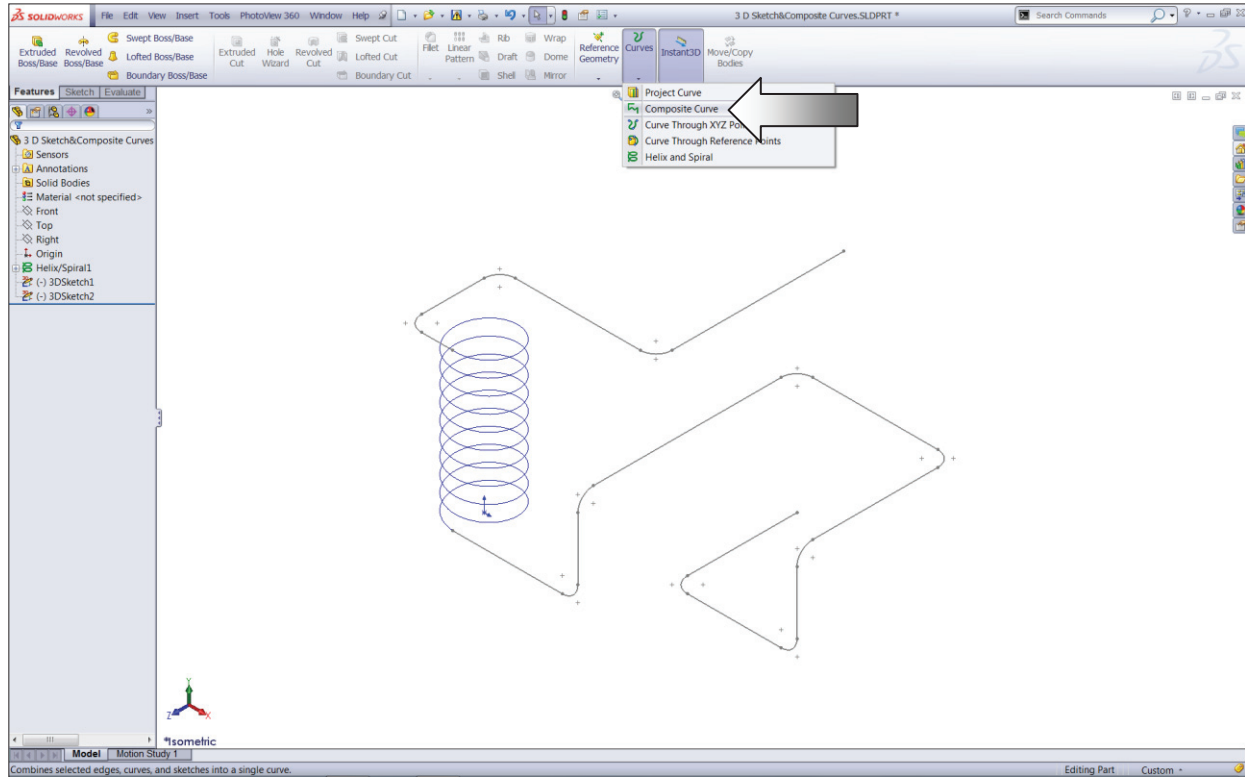 SOLIDWORKS File Edit View Insert Tools PhotoView 360 Window Help 3 D Sketch&Composite Curves.SLDPRT * Search Commands
Extruded Boss/Base
Revolved Boss/Base
Swept Boss/Base
Lofted Boss/Base
Boundary Boss/Base
Extruded Cut
Hole Wizard
Revolved Cut
Swept Cut
Lofted Cut
Boundary Cut
Fillet
Linear Pattern
Rib
Draft
Shell
Wrap
Dome
Mirror
Reference Geometry
Curves
Instant3D
Move/Copy Bodies
Features Sketch Evaluate
Project Curve
Composite Curve
Curve Through XYZ
Curve Through Reference Points
Helix and Spiral
3 D Sketch&Composite Curves
Sensors
Annotations
Solid Bodies
Material <not specified>
Front
Top
Right
Origin
Helix/Spiral1
(-) 3DSketch1
(-) 3DSketch2
Y
Z X
*Isometric
Model Motion Study 1
Combines selected edges, curves, and sketches into a single curve. Editing Part Custom